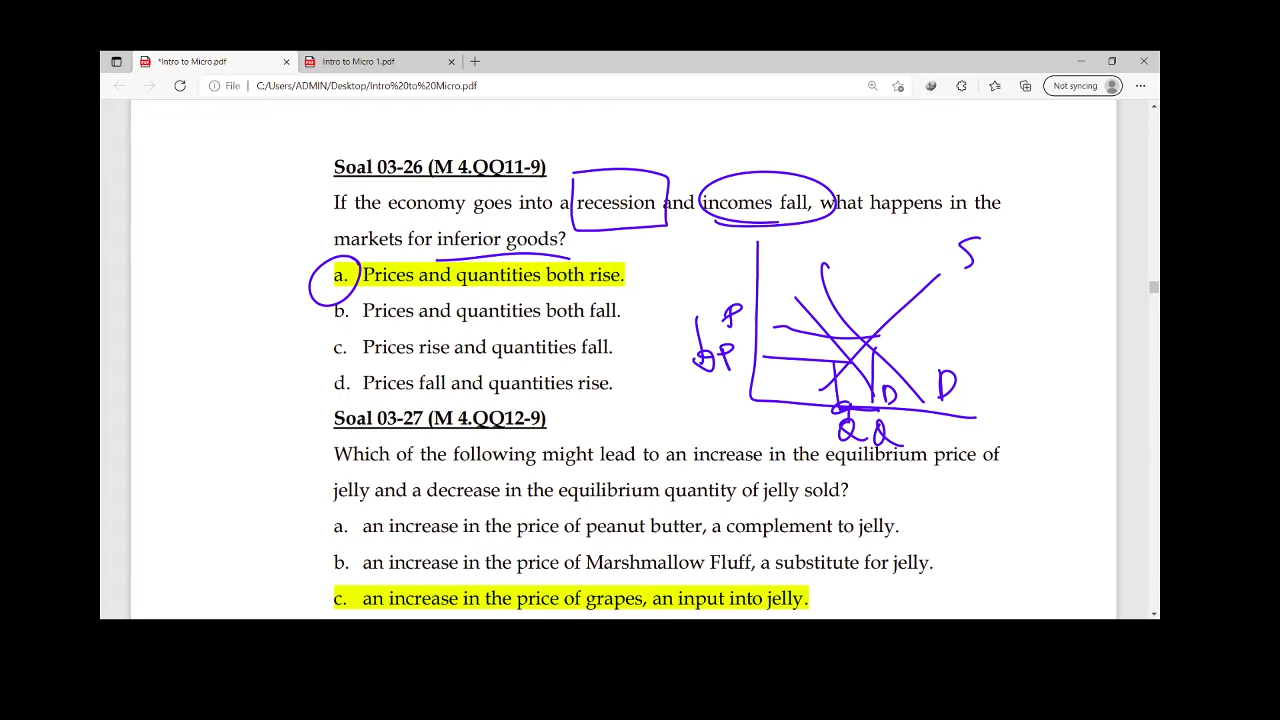 *Intro to Micro.pdf
Intro to Micro 1.pdf
File
C:/Users/ADMIN/Desktop/Intro%20to%20Micro.pdf
Not syncing
Soal 03-26 (M 4.QQ11-9)
If the economy goes into a recession and incomes fall, what happens in the
markets for inferior goods?
a. Prices and quantities both rise.
b. Prices and quantities both fall.
c. Prices rise and quantities fall.
d. Prices fall and quantities rise.
S
P
P
D
D
Q Q
Soal 03-27 (M 4.QQ12-9)
Which of the following might lead to an increase in the equilibrium price of
jelly and a decrease in the equilibrium quantity of jelly sold?
a. an increase in the price of peanut butter, a complement to jelly.
b. an increase in the price of Marshmallow Fluff, a substitute for jelly.
c. an increase in the price of grapes, an input into jelly.